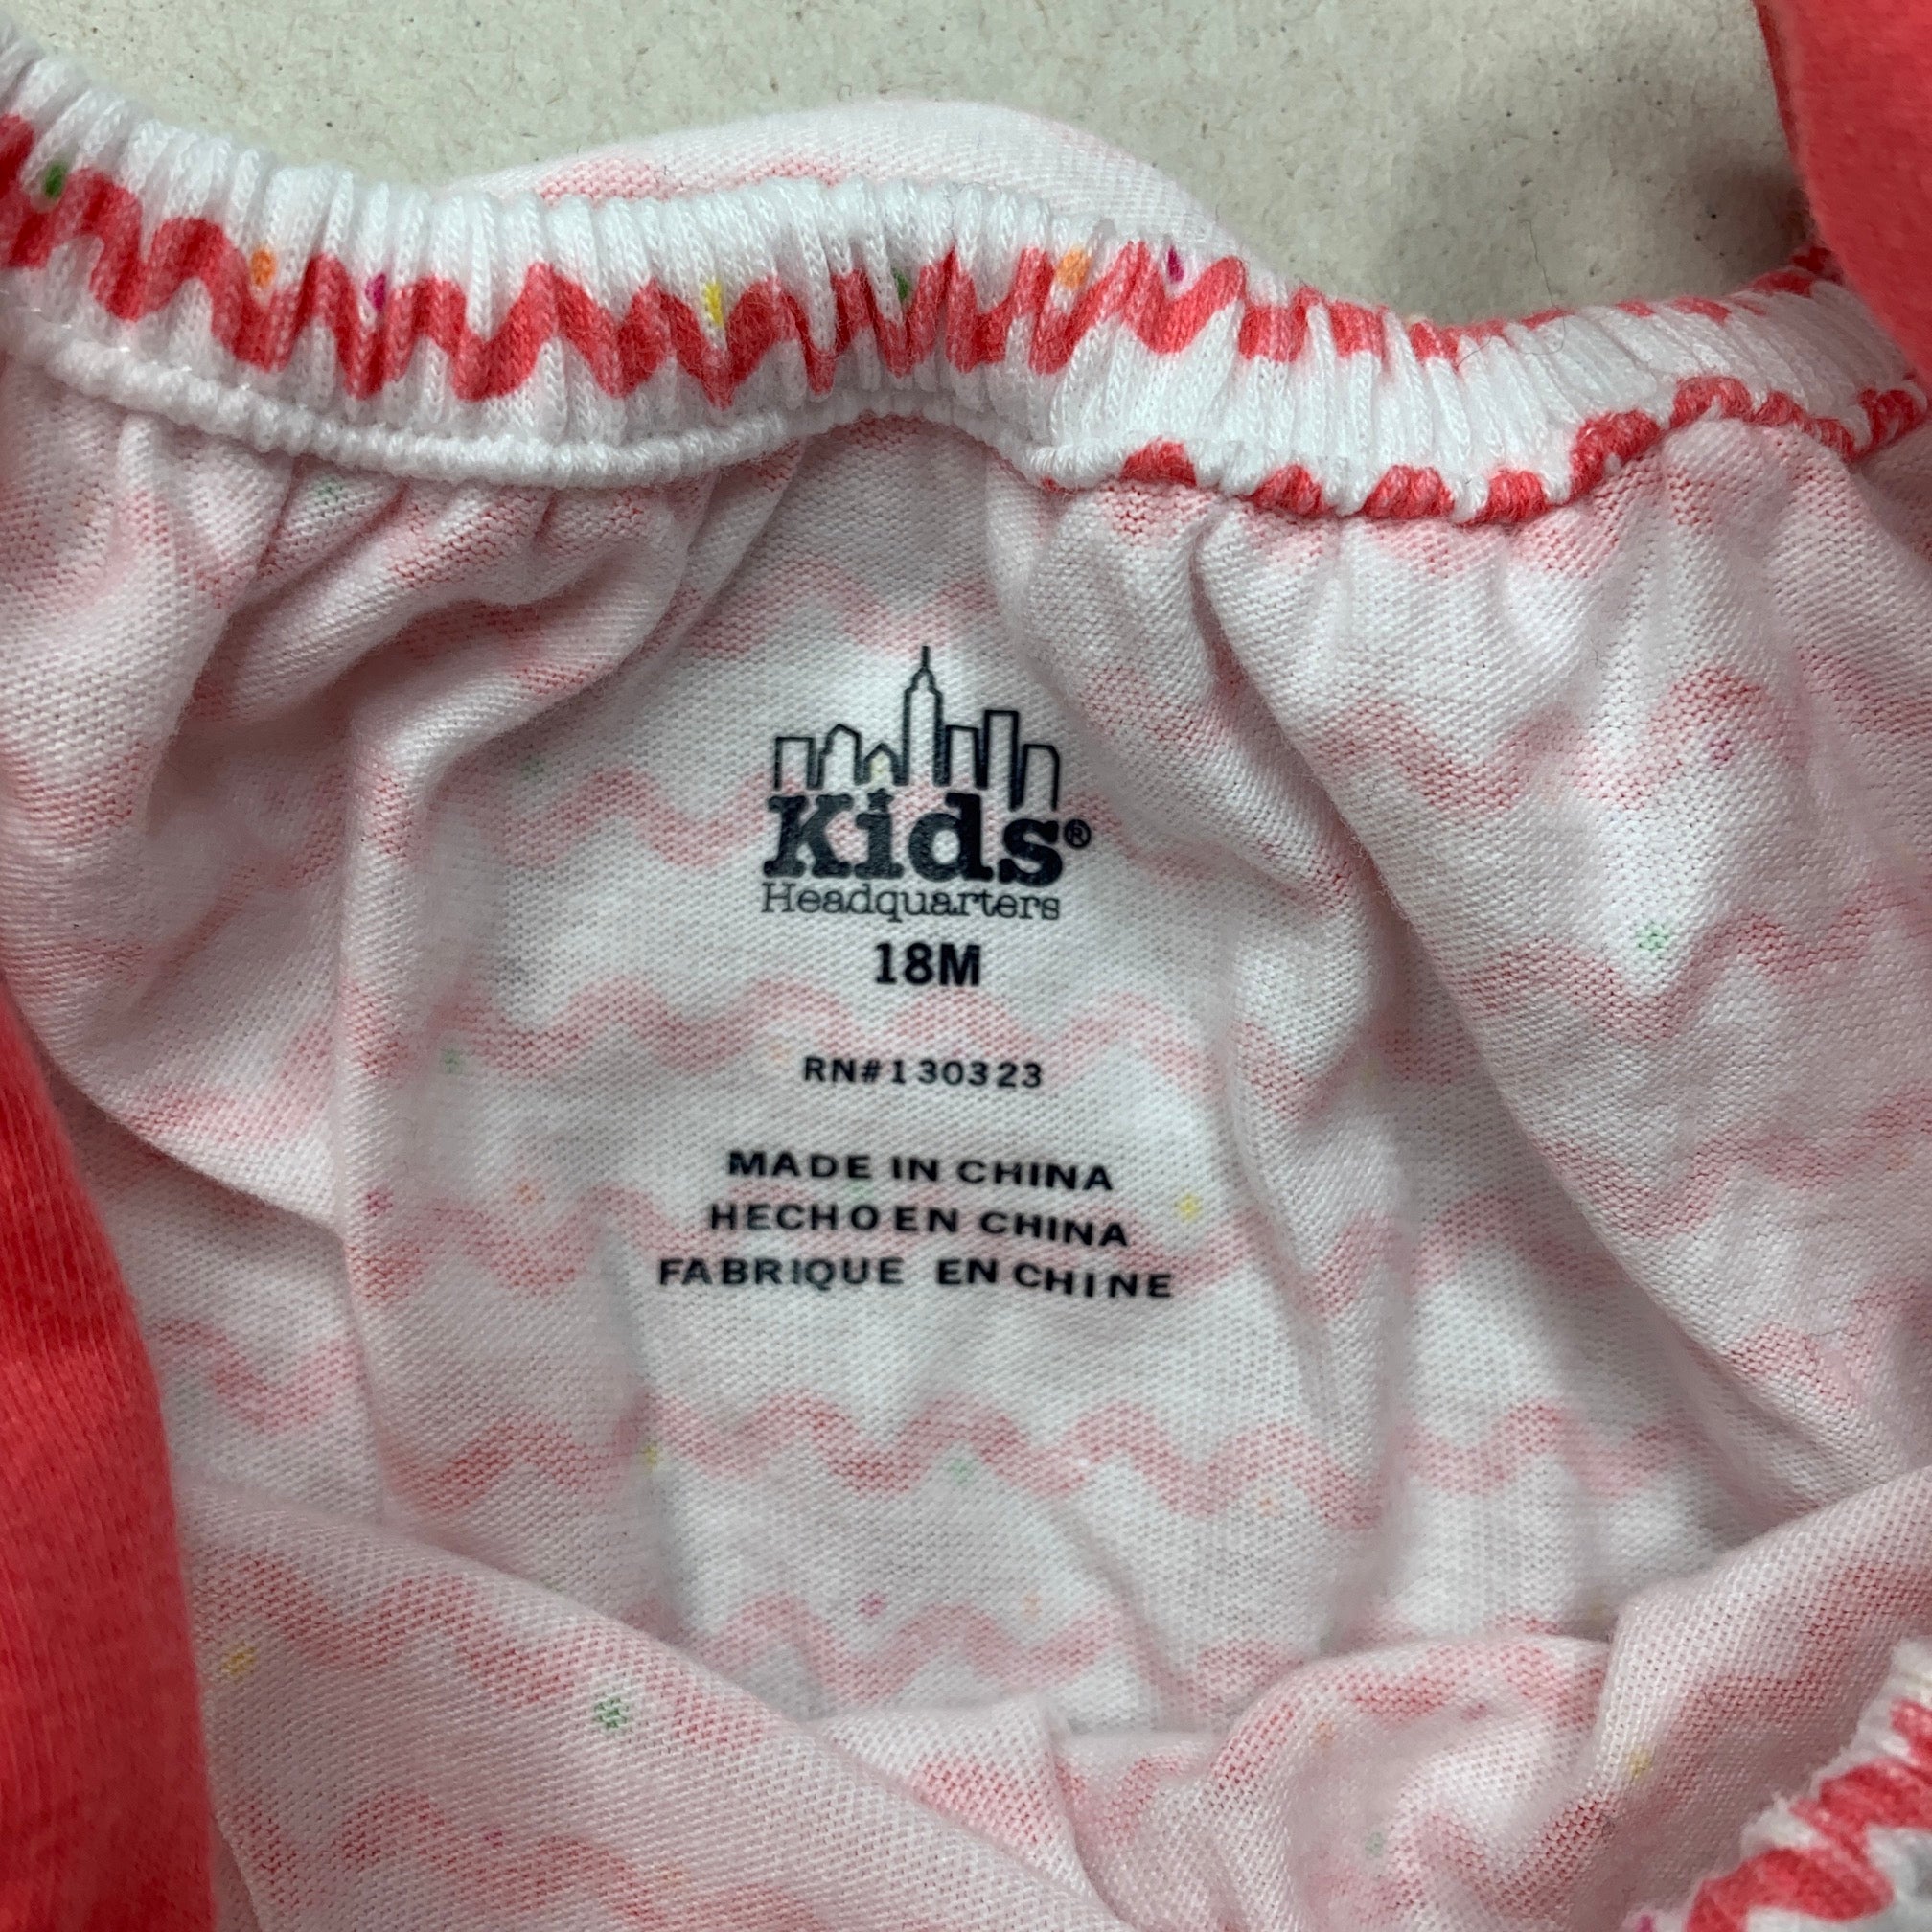 Kids®
Headquarters
18M
RN#130323
MADE IN CHINA
HECHO EN CHINA
FABRIQUE EN CHINE